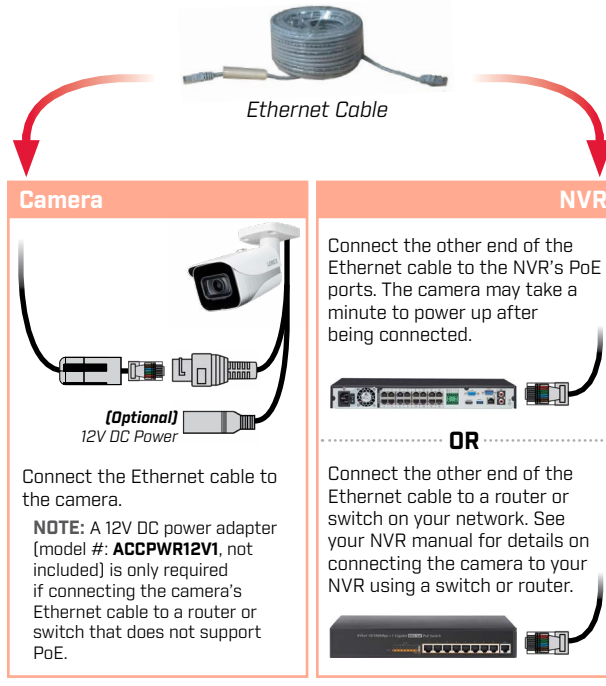 Ethernet Cable
Camera
LOREX
(Optional)
12V DC Power
Connect the Ethernet cable to
the camera.
NOTE: A 12V DC power adapter
(model #: ACCPWR12V1, not
included) is only required
if connecting the camera's
Ethernet cable to a router or
switch that does not support
PoE.
NVR
Connect the other end of the
Ethernet cable to the NVR's PoE
ports. The camera may take a
minute to power up after
being connected.
OR
Connect the other end of the
Ethernet cable to a router or
switch on your network. See
your NVR manual for details on
connecting the camera to your
NVR using a switch or router.